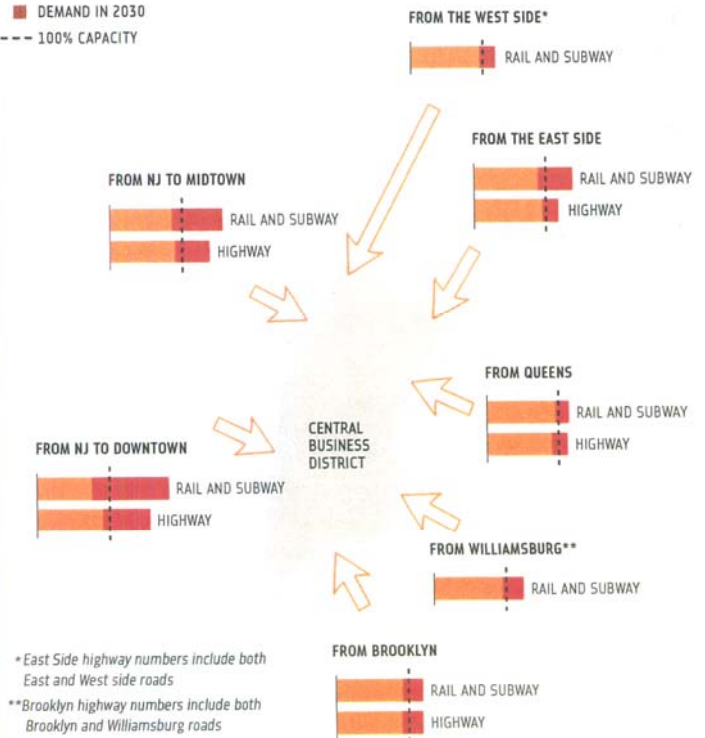 DEMAND IN 2030
100% CAPACITY
FROM THE WEST SIDE*
RAIL AND SUBWAY
FROM THE EAST SIDE
RAIL AND SUBWAY
HIGHWAY
FROM NJ TO MIDTOWN
RAIL AND SUBWAY
HIGHWAY
FROM QUEENS
RAIL AND SUBWAY
HIGHWAY
CENTRAL
BUSINESS
DISTRICT
FROM NJ TO DOWNTOWN
RAIL AND SUBWAY
HIGHWAY
FROM WILLIAMSBURG**
RAIL AND SUBWAY
FROM BROOKLYN
RAIL AND SUBWAY
HIGHWAY
*East Side highway numbers include both
East and West side roads
**Brooklyn highway numbers include both
Brooklyn and Williamsburg roads